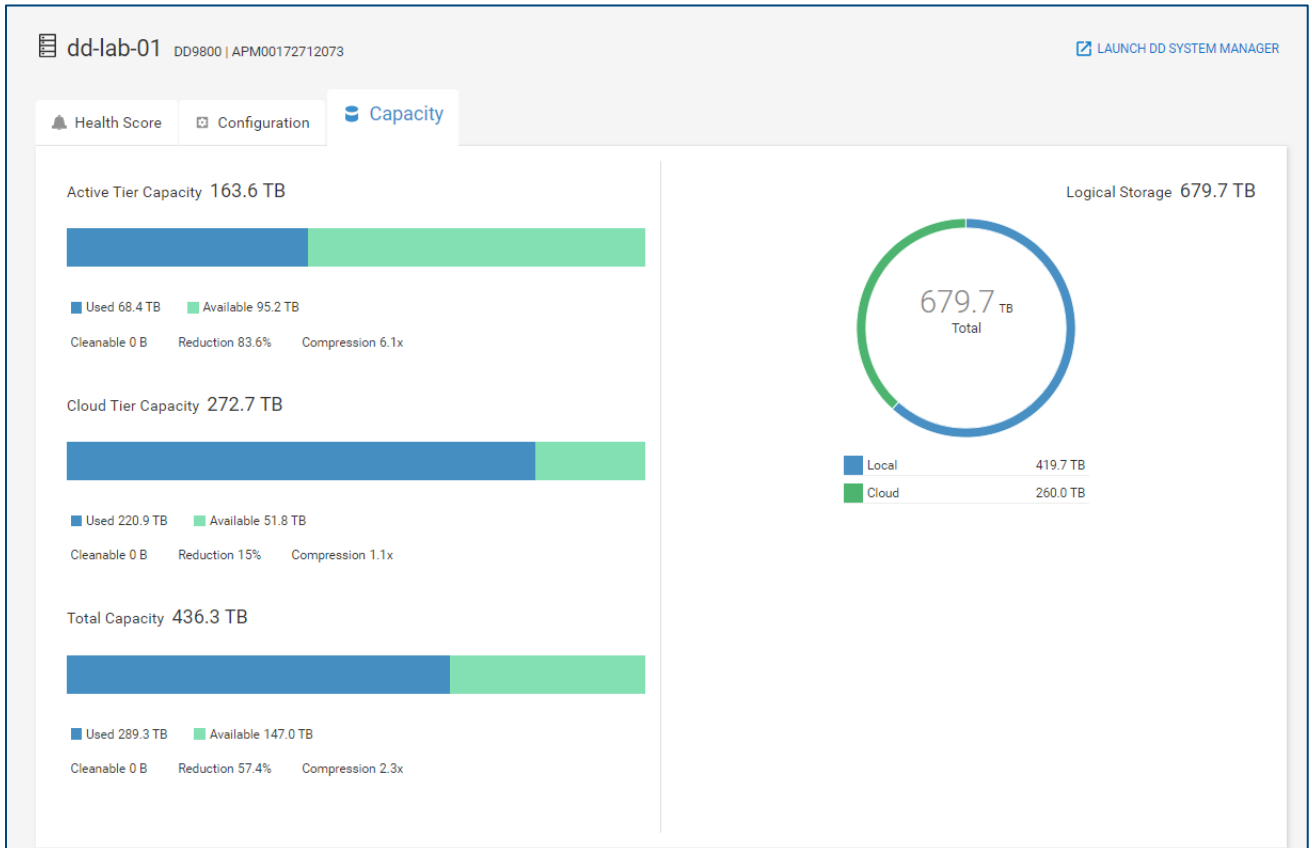 dd-lab-01 DD9800 | APM00172712073
LAUNCH DD SYSTEM MANAGER
Health Score
Configuration
Capacity
Active Tier Capacity 163.6 TB
Used 68.4 TB Available 95.2 TB
Cleanable 0 B Reduction 83.6% Compression 6.1x
Cloud Tier Capacity 272.7 TB
Used 220.9 TB Available 51.8 TB
Cleanable 0 B Reduction 15% Compression 1.1x
Total Capacity 436.3 TB
Used 289.3 TB Available 147.0 TB
Cleanable 0 B Reduction 57.4% Compression 2.3x
Logical Storage 679.7 TB
679.7 TB
Total
Local 419.7 TB
Cloud 260.0 TB